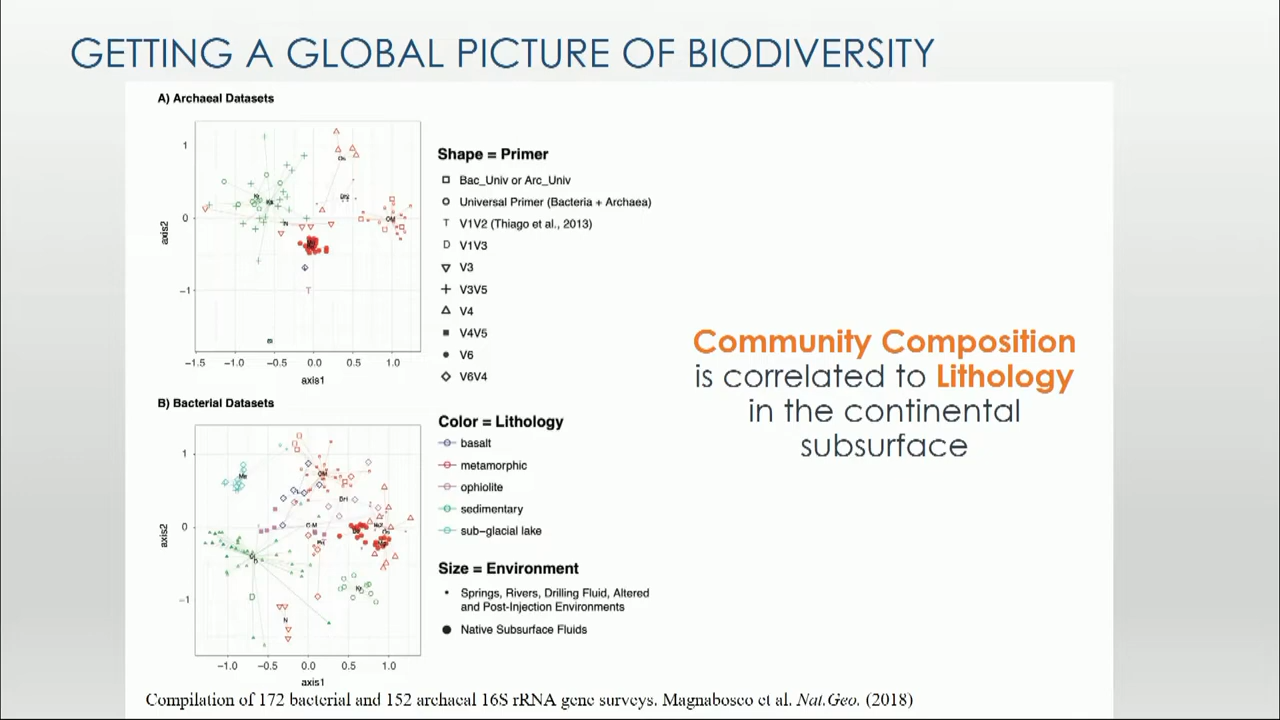 GETTING A GLOBAL PICTURE OF BIODIVERSITY
A) Archaeal Datasets
1
0
−1
axis2
−1.5 −1.0 −0.5 0.0 0.5 1.0
axis1
Shape = Primer
Bac_Univ or Arc_Univ
Universal Primer (Bacteria + Archaea)
V1V2 (Thiago et al., 2013)
V1V3
V3
V3V5
V4
V4V5
V6
V6V4
B) Bacterial Datasets
1
0
−1
axis2
−1.0 −0.5 0.0 0.5 1.0
axis1
Color = Lithology
basalt
metamorphic
ophiolite
sedimentary
sub−glacial lake
Size = Environment
Springs, Rivers, Drilling Fluid, Altered
and Post-Injection Environments
Native Subsurface Fluids
Community Composition
is correlated to Lithology
in the continental
subsurface
Compilation of 172 bacterial and 152 archaeal 16S rRNA gene surveys. Magnabosco et al. Nat.Geo. (2018)